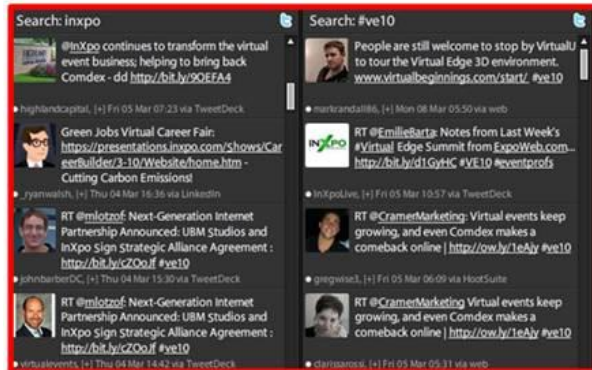 Search: inxpo
@InXpo continues to transform the virtual
event business; helping to bring back
Comdex - dd http://bit.ly/9QEFA4
highlandcapital, [+] Fri 05 Mar 07:23 via TweetDeck
Green Jobs Virtual Career Fair:
https://presentations.inxpo.com/Shows/Car
eerBuilder/3-10/Website/home.htm -
Cutting Carbon Emissions!
_ryanwalsh, [+] Thu 04 Mar 16:36 via LinkedIn
RT @mlotzof: Next-Generation Internet
Partnership Announced: UBM Studios and
InXpo Sign Strategic Alliance Agreement :
http://bit.ly/cZOoJf #ve10
johnbarberDC, [+] Thu 04 Mar 15:30 via TweetDeck
RT @mlotzof: Next-Generation Internet
Partnership Announced: UBM Studios and
InXpo Sign Strategic Alliance Agreement :
http://bit.ly/cZOoJf #ve10
virtualevents, [+] Thu 04 Mar 14:42 via TweetDeck
Search: #ve10
People are still welcome to stop by VirtualU
to tour the Virtual Edge 3D environment.
www.virtualbeginnings.com/start/ #ve10
markrandall86, [+] Mon 08 Mar 05:50 via web
INXPO
RT @EmilieBarta: Notes from Last Week's
#Virtual Edge Summit from ExpoWeb.com...
http://bit.ly/d1GyHC #VE10 #eventprofs
InXpoLive, [+] Fri 05 Mar 10:57 via TweetDeck
RT @CramerMarketing: Virtual events keep
growing, and even Comdex makes a
comeback online | http://ow.ly/1eAjy #ve10
gregwise3, [+] Fri 05 Mar 06:09 via HootSuite
RT @CramerMarketing Virtual events keep
growing, and even Comdex makes a
comeback online | http://ow.ly/1eAjy #ve10
clarissarossi, [+] Fri 05 Mar 05:31 via web